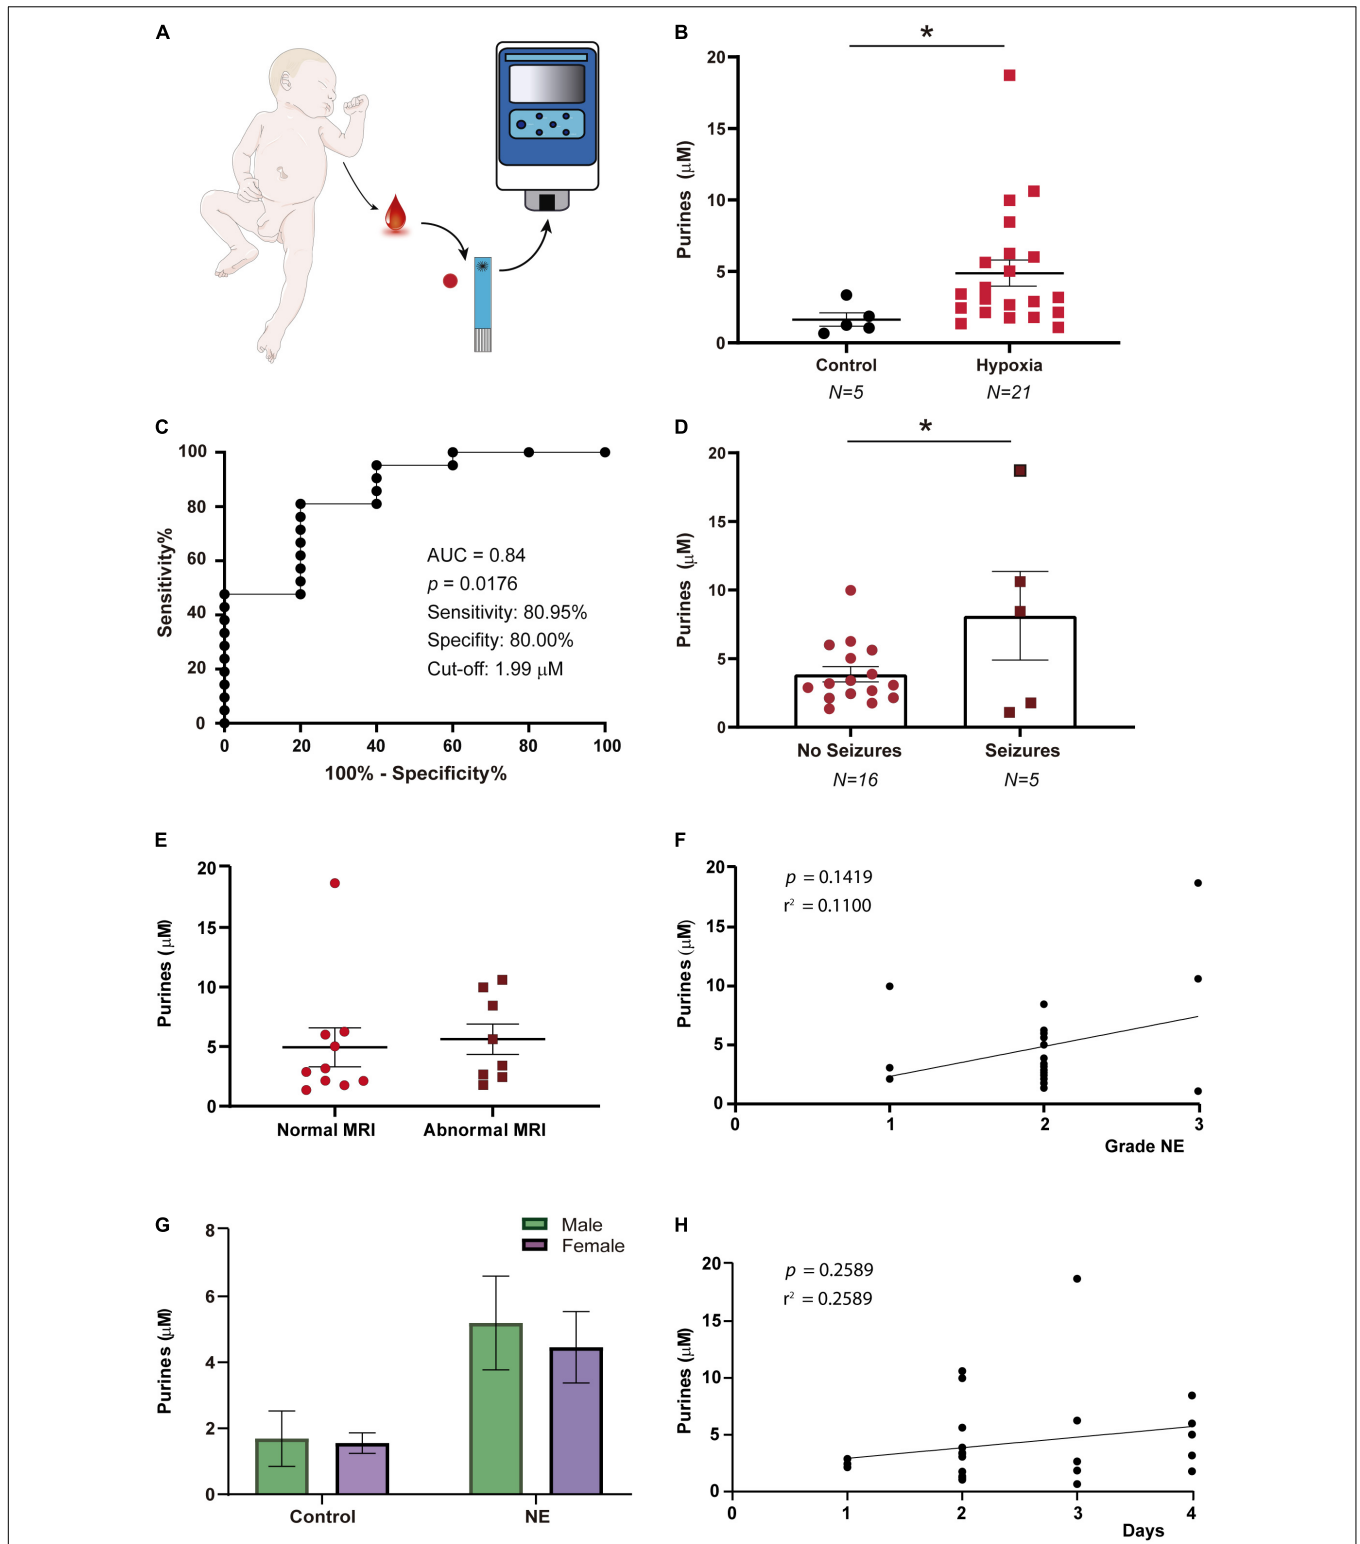 A
B
*
20
15
10
5
0
Purines (μM)
Control
Hypoxia
N=5
N=21
C
100
80
60
40
20
0
Sensitivity%
AUC = 0.84
p = 0.0176
Sensitivity: 80.95%
Specifity: 80.00%
Cut-off: 1.99 μM
0 20 40 60 80 100
100% - Specificity%
D
*
20
15
10
5
0
Purines (μM)
No Seizures
Seizures
N=16
N=5
E
20
15
10
5
0
Purines (μM)
Normal MRI
Abnormal MRI
F
20
15
10
5
0
Purines (μM)
p = 0.1419
r² = 0.1100
0 1 2 3
Grade NE
G
Male
Female
8
6
4
2
0
Purines (μM)
Control
NE
H
20
15
10
5
0
Purines (μM)
p = 0.2589
r² = 0.2589
0 1 2 3 4
Days